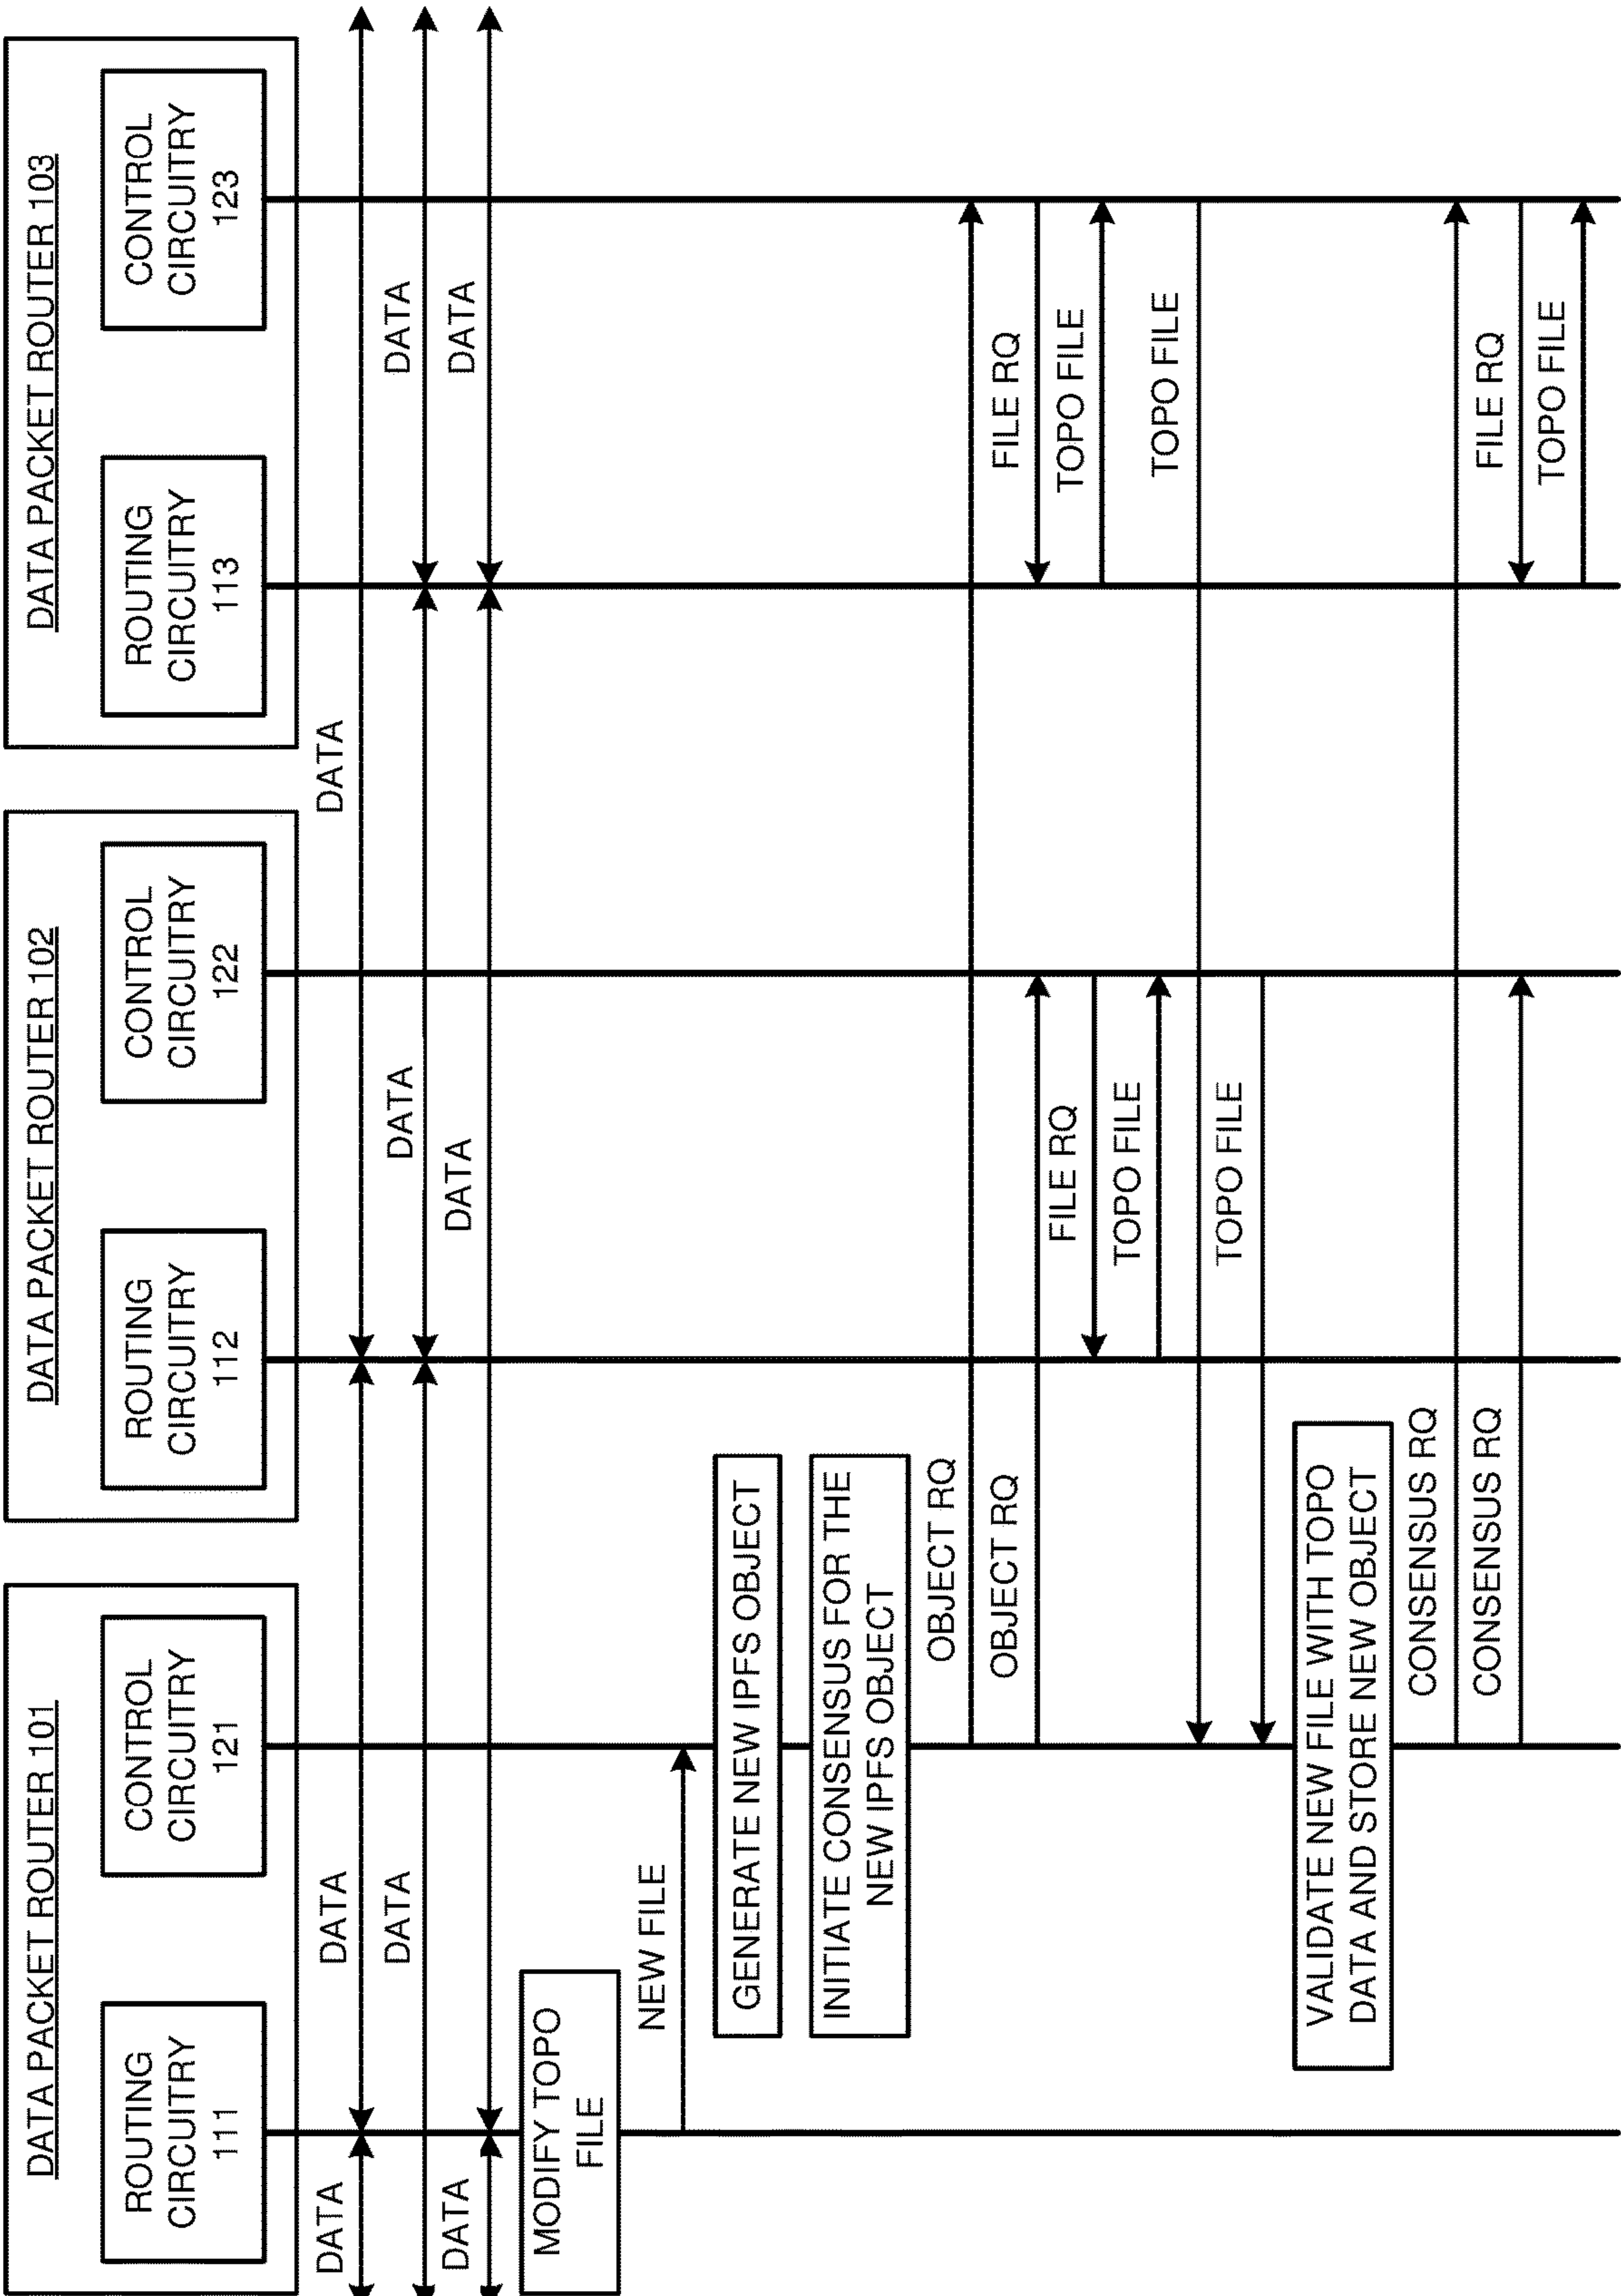 DATA PACKET ROUTER 101
ROUTING
CIRCUITRY
111
CONTROL
CIRCUITRY
121
DATA PACKET ROUTER 102
ROUTING
CIRCUITRY
112
CONTROL
CIRCUITRY
122
DATA PACKET ROUTER 103
ROUTING
CIRCUITRY
113
CONTROL
CIRCUITRY
123
DATA
DATA
DATA
DATA
DATA
DATA
DATA
DATA
DATA
MODIFY TOPO
FILE
NEW FILE
GENERATE NEW IPFS OBJECT
INITIATE CONSENSUS FOR THE
NEW IPFS OBJECT
OBJECT RQ
OBJECT RQ
FILE RQ
FILE RQ
TOPO FILE
TOPO FILE
TOPO FILE
TOPO FILE
VALIDATE NEW FILE WITH TOPO
DATA AND STORE NEW OBJECT
CONSENSUS RQ
CONSENSUS RQ
FILE RQ
TOPO FILE